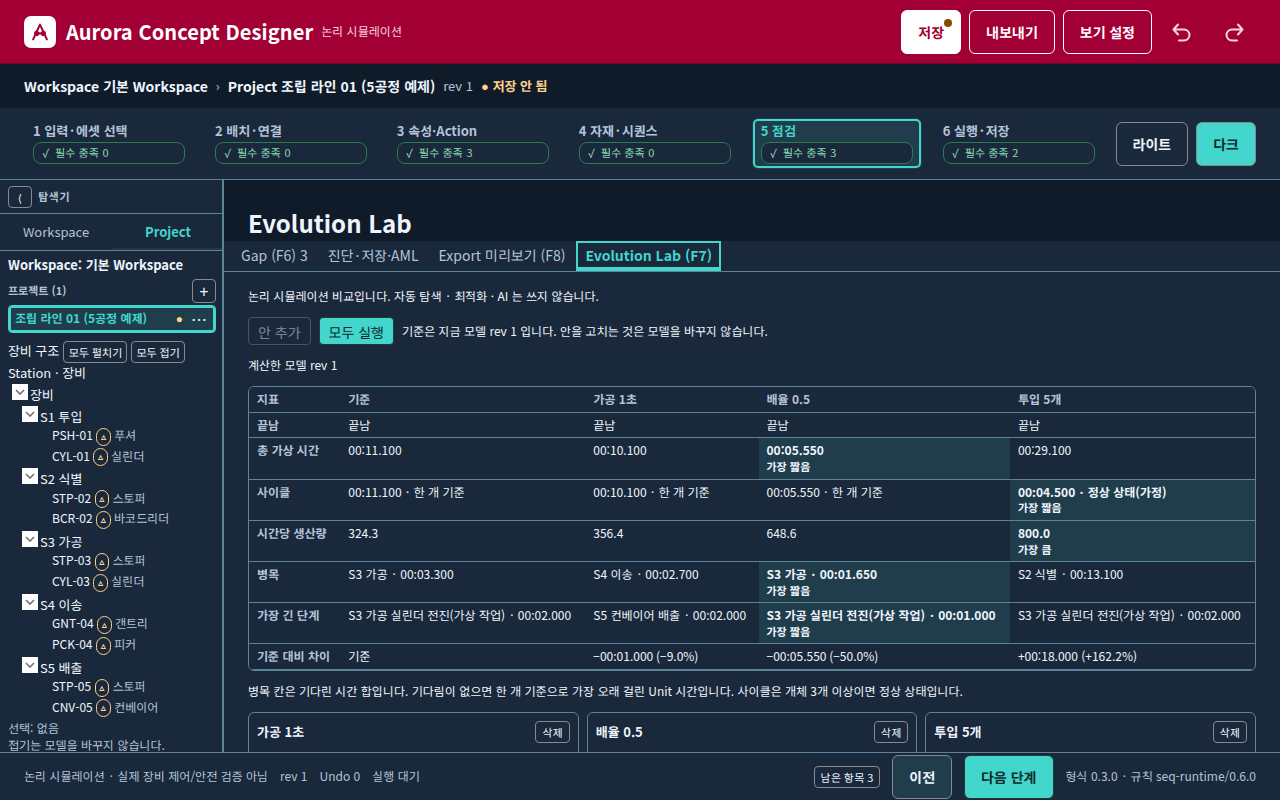 Aurora Concept Designer 논리 시뮬레이션 저장 내보내기 보기 설정
Workspace 기본 Workspace › Project 조립 라인 01 (5공정 예제) rev 1 ● 저장 안 됨
1 입력·에셋 선택 2 배치·연결 3 속성·Action 4 자재·시퀀스 5 점검 6 실행·저장
✓ 필수 충족 0 ✓ 필수 충족 0 ✓ 필수 충족 3 ✓ 필수 충족 0 ✓ 필수 충족 3 ✓ 필수 충족 2
라이트 다크
⟨ 탐색기
Workspace Project
Workspace: 기본 Workspace
프로젝트 (1) +
조립 라인 01 (5공정 예제) ● ⋯
장비 구조 모두 펼치기 모두 접기
Station · 장비
장비
S1 투입
PSH-01 푸셔
CYL-01 실린더
S2 식별
STP-02 스토퍼
BCR-02 바코드리더
S3 가공
STP-03 스토퍼
CYL-03 실린더
S4 이송
GNT-04 갠트리
PCK-04 피커
S5 배출
STP-05 스토퍼
CNV-05 컨베이어
선택: 없음
접기는 모델을 바꾸지 않습니다.
Evolution Lab
Gap (F6) 3 진단·저장·AML Export 미리보기 (F8) Evolution Lab (F7)
논리 시뮬레이션 비교입니다. 자동 탐색 · 최적화 · AI 는 쓰지 않습니다.
안 추가 모두 실행 기준은 지금 모델 rev 1 입니다. 안을 고치는 것은 모델을 바꾸지 않습니다.
계산한 모델 rev 1
지표 기준 가공 1초 배율 0.5 투입 5개
끝남 끝남 끝남 끝남 끝남
총 가상 시간 00:11.100 00:10.100 00:05.550 00:29.100
가장 짧음
사이클 00:11.100 · 한 개 기준 00:10.100 · 한 개 기준 00:05.550 · 한 개 기준 00:04.500 · 정상 상태(가정)
가장 짧음
시간당 생산량 324.3 356.4 648.6 800.0
가장 큼
병목 S3 가공 · 00:03.300 S4 이송 · 00:02.700 S3 가공 · 00:01.650 S2 식별 · 00:13.100
가장 짧음
가장 긴 단계 S3 가공 실린더 전진(가상 작업) · 00:02.000 S5 컨베이어 배출 · 00:02.000 S3 가공 실린더 전진(가상 작업) · 00:01.000 S3 가공 실린더 전진(가상 작업) · 00:02.000
가장 짧음
기준 대비 차이 기준 −00:01.000 (−9.0%) −00:05.550 (−50.0%) +00:18.000 (+162.2%)
병목 칸은 기다린 시간 합입니다. 기다림이 없으면 한 개 기준으로 가장 오래 걸린 Unit 시간입니다. 사이클은 개체 3개 이상이면 정상 상태입니다.
가공 1초 삭제 배율 0.5 삭제 투입 5개 삭제
논리 시뮬레이션 · 실제 장비 제어/안전 검증 아님 rev 1 Undo 0 실행 대기 남은 항목 3 이전 다음 단계 형식 0.3.0 · 규칙 seq-runtime/0.6.0